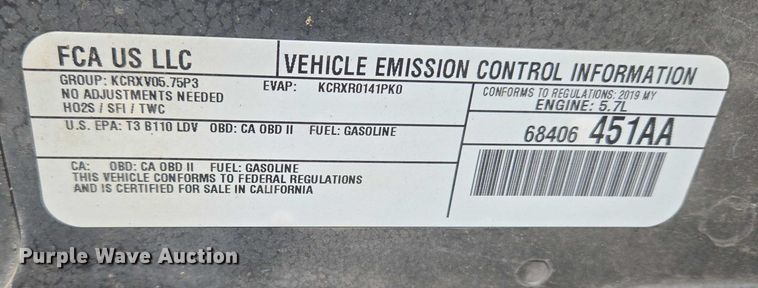 FCA US LLC
VEHICLE EMISSION CONTROL INFORMATION
GROUP: KCRXV05.75P3 EVAP: KCRXR0141PK0
NO ADJUSTMENTS NEEDED
HO2S / SFI / TWC
CONFORMS TO REGULATIONS: 2019 MY
ENGINE: 5.7L
U.S. EPA: T3 B110 LDV OBD: CA OBD II FUEL: GASOLINE
68406 451AA
CA: OBD: CA OBD II FUEL: GASOLINE
THIS VEHICLE CONFORMS TO FEDERAL REGULATIONS
AND IS CERTIFIED FOR SALE IN CALIFORNIA
Purple Wave Auction